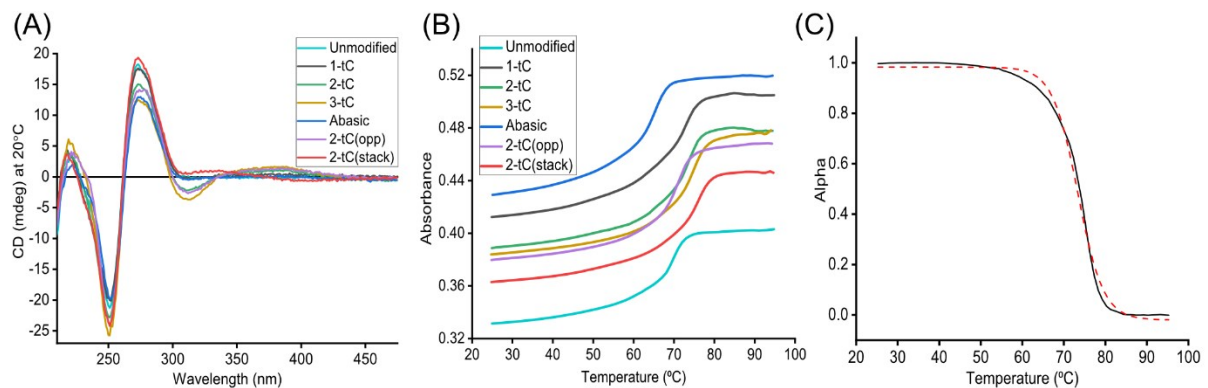 (A)
CD (mdeg) at 20°C
20
15
10
5
0
-5
-10
-15
-20
-25
250
300
350
400
450
Wavelength (nm)
Unmodified
1-tC
2-tC
3-tC
Abasic
2-tC(opp)
2-tC(stack)
(B)
Absorbance
0.52
0.48
0.44
0.40
0.36
0.32
20
30
40
50
60
70
80
90
100
Temperature (ºC)
Unmodified
1-tC
2-tC
3-tC
Abasic
2-tC(opp)
2-tC(stack)
(C)
Alpha
1.0
0.8
0.6
0.4
0.2
0.0
20
40
60
80
100
Temperature (ºC)